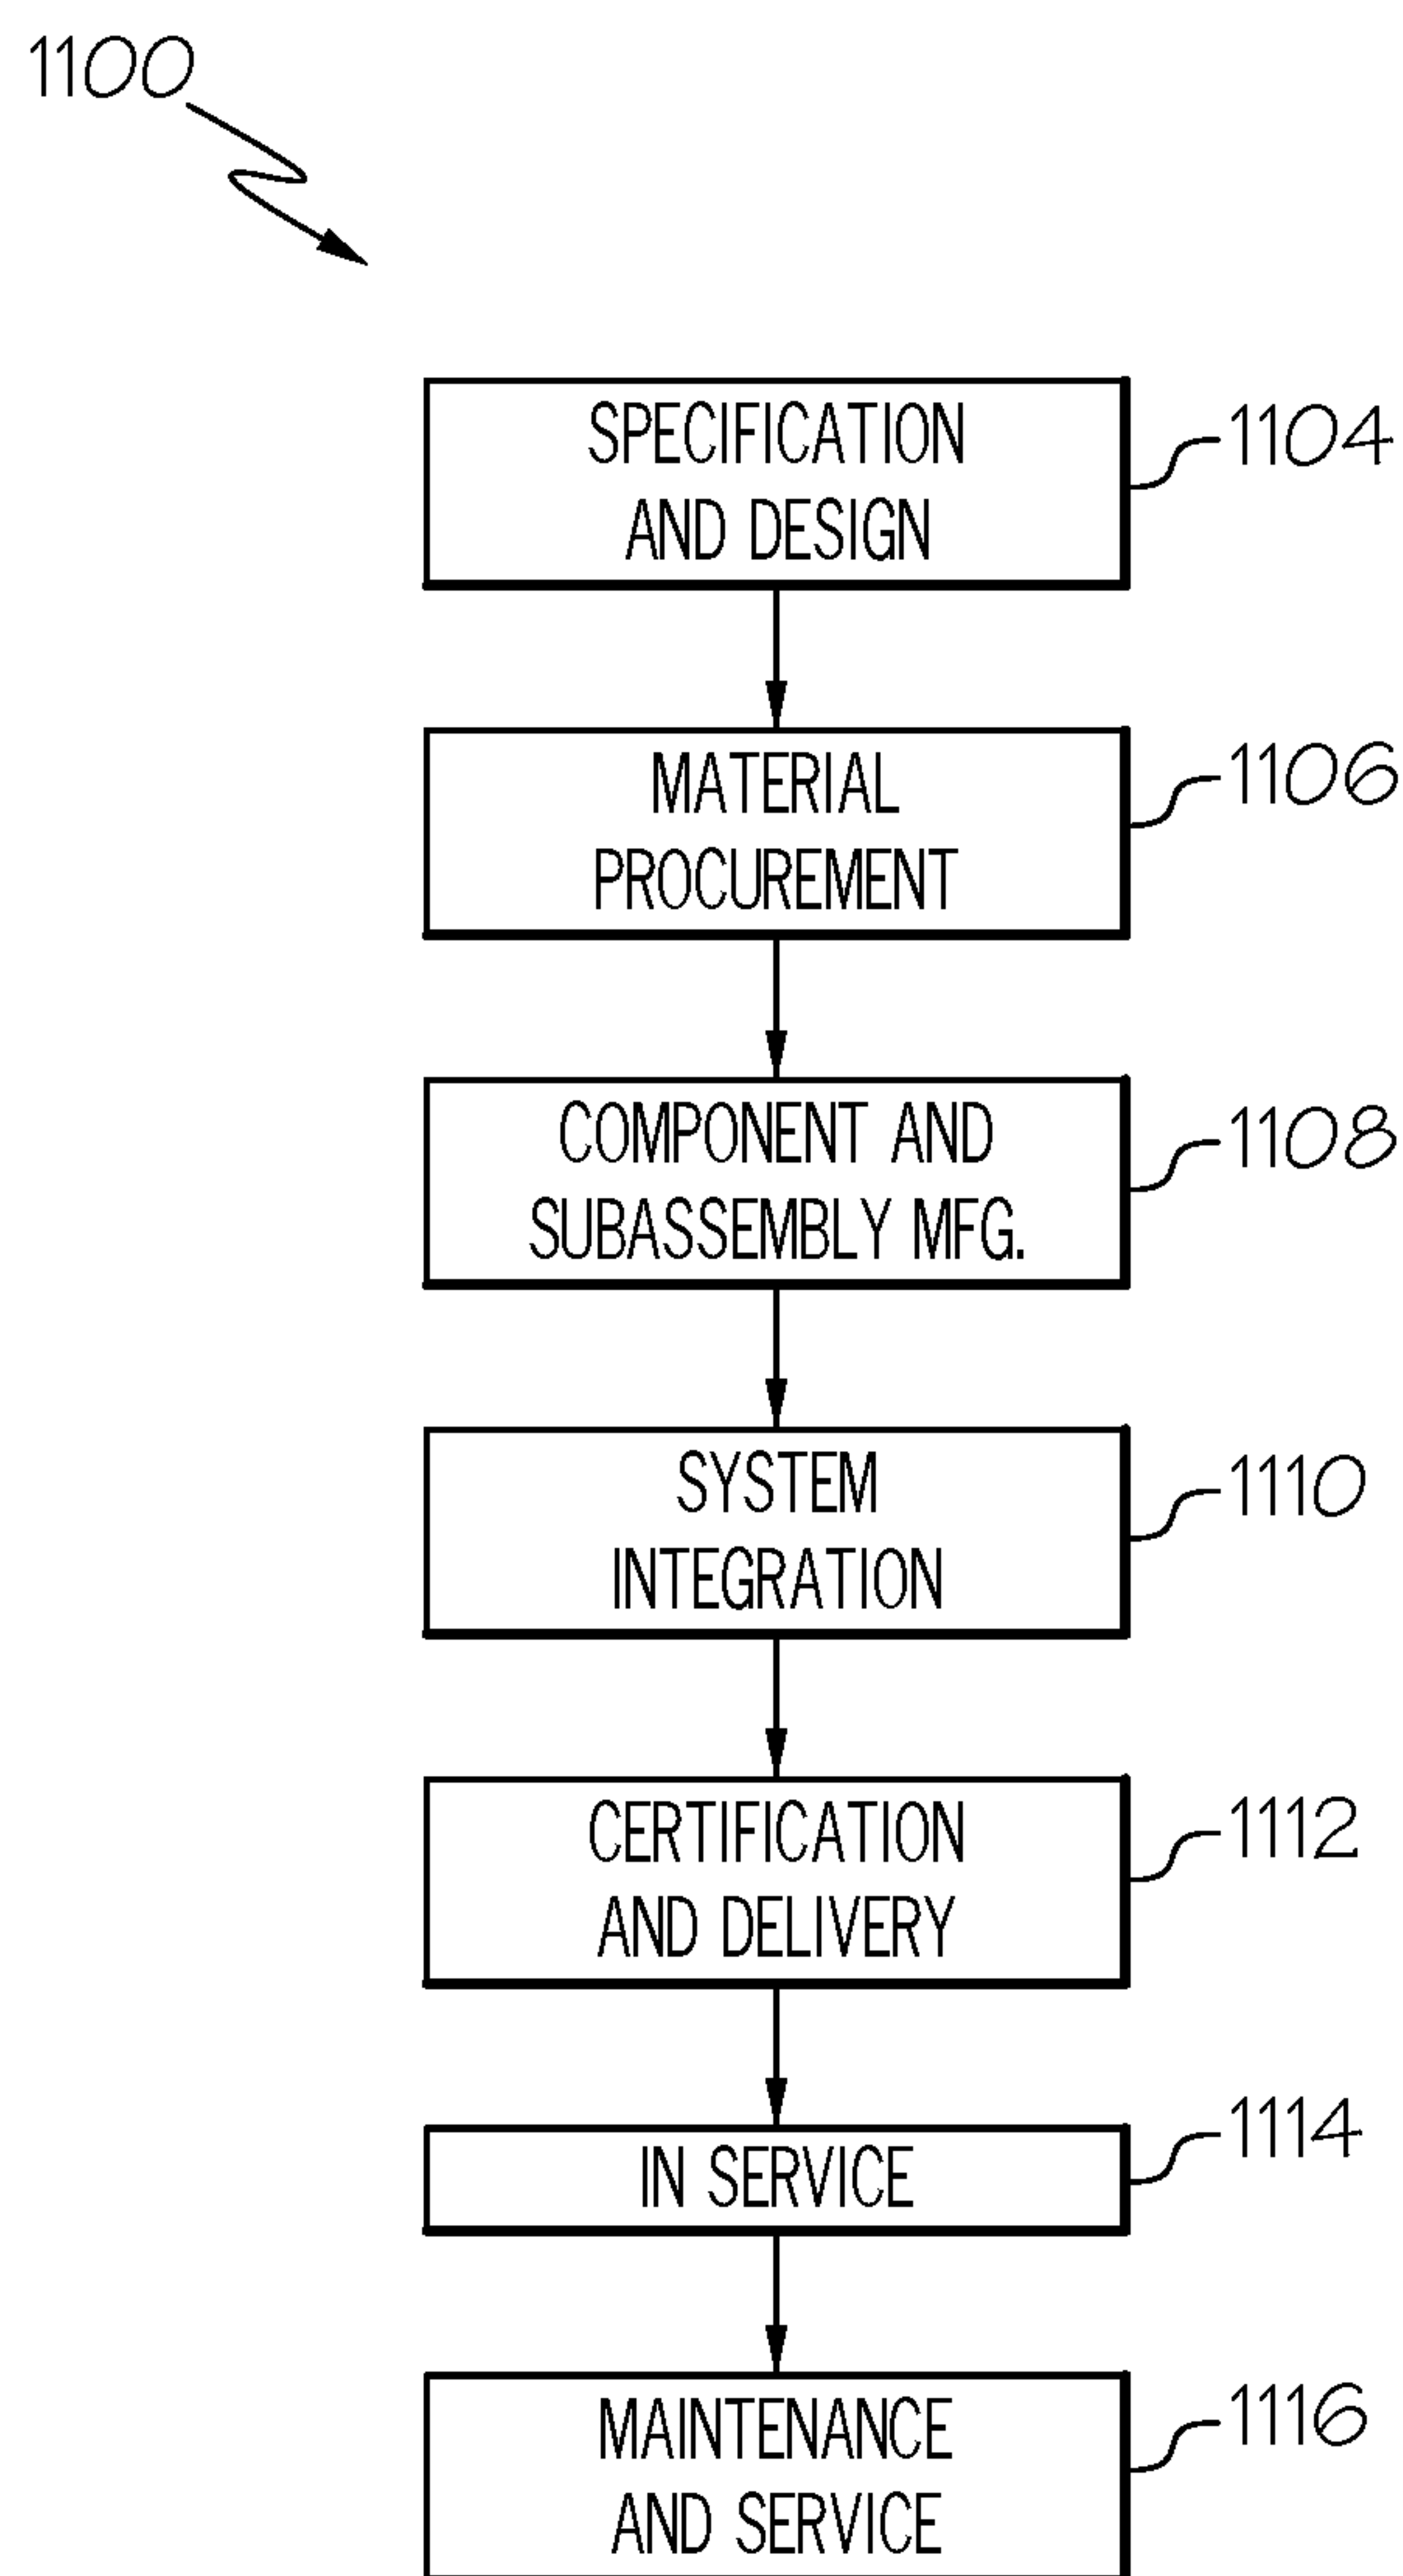 1100
SPECIFICATION
AND DESIGN
1104
MATERIAL
PROCUREMENT
1106
COMPONENT AND
SUBASSEMBLY MFG.
1108
SYSTEM
INTEGRATION
1110
CERTIFICATION
AND DELIVERY
1112
IN SERVICE
1114
MAINTENANCE
AND SERVICE
1116